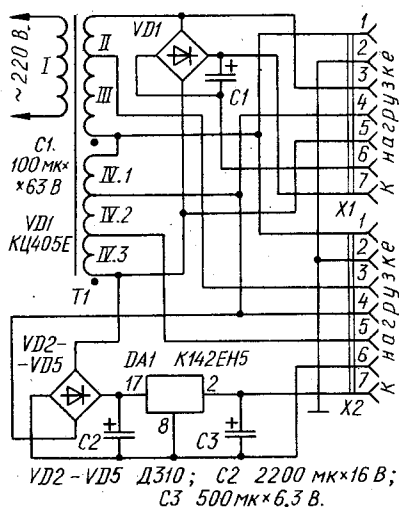 ~220 В.
I
II
III
VD1
+
C1
C1.
100 мк×
×63 В
VD1
КЦ405Е
IV.1
IV.2
IV.3
T1
1
2
3
4
5
6
7
К нагрузке
X1
1
2
3
4
5
6
7
К нагрузке
X2
VD2–
–VD5
DA1 К142ЕН5
17
2
8
+
C2
+
C3
VD2–VD5 Д310; C2 2200 мк×16 В;
C3 500 мк×6.3 В.